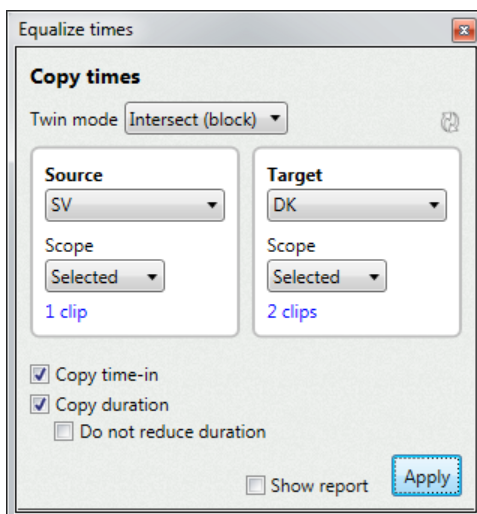 Equalize times
Copy times
Twin mode Intersect (block)
Source
SV
Scope
Selected
1 clip
Target
DK
Scope
Selected
2 clips
Copy time-in
Copy duration
Do not reduce duration
Show report
Apply